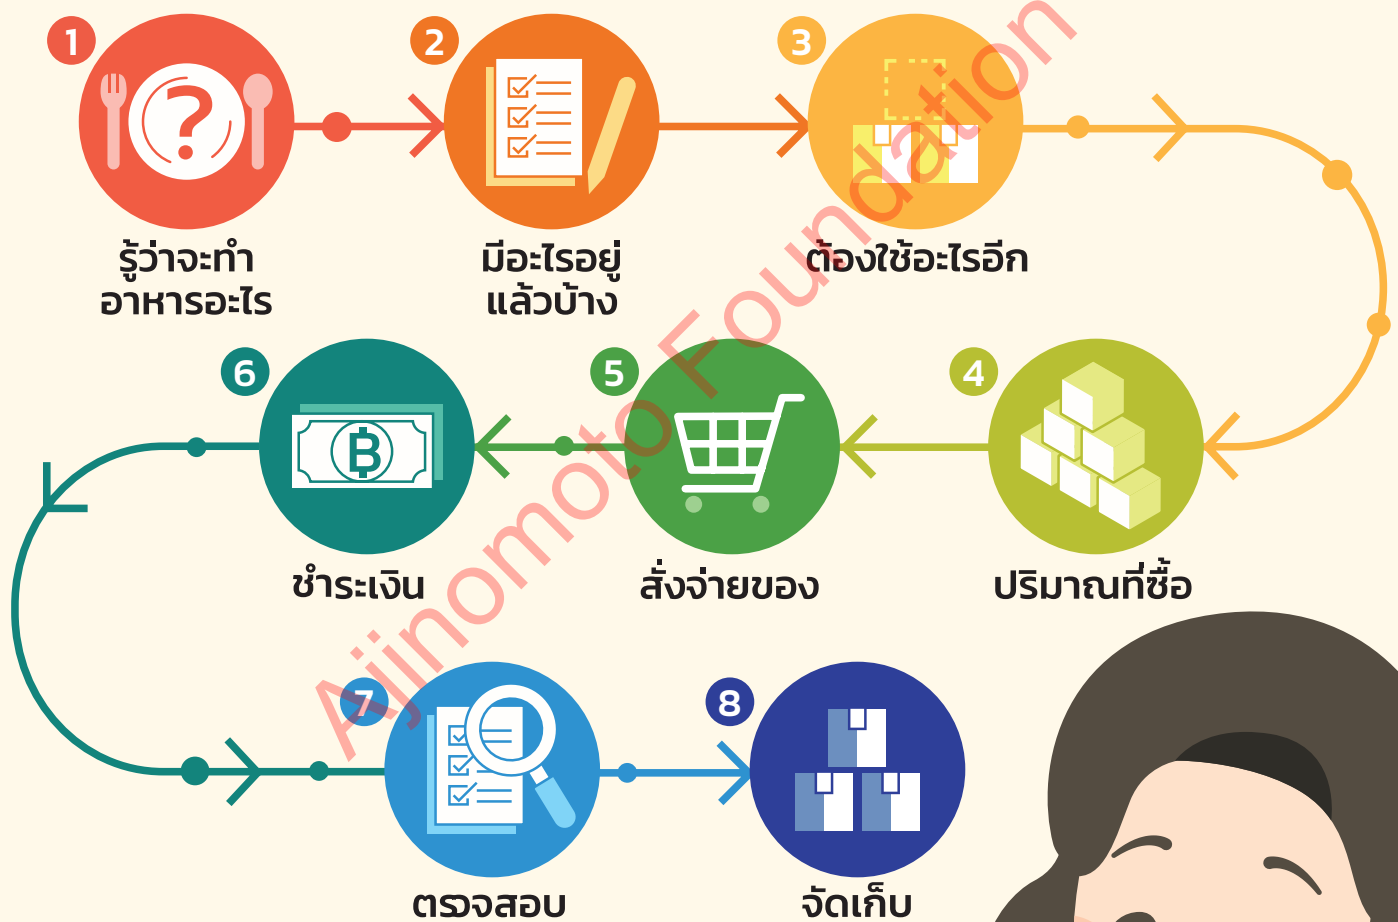 1
รู้ว่าจะทำ
อาหารอะไร
2
มีอะไรอยู่
แล้วบ้าง
3
ต้องใช้อะไรอีก
4
ปริมาณที่ซื้อ
5
สั่งจ่ายของ
6
฿
ชำระเงิน
7
ตรวจสอบ
8
จัดเก็บ
Ajinomoto Foundation